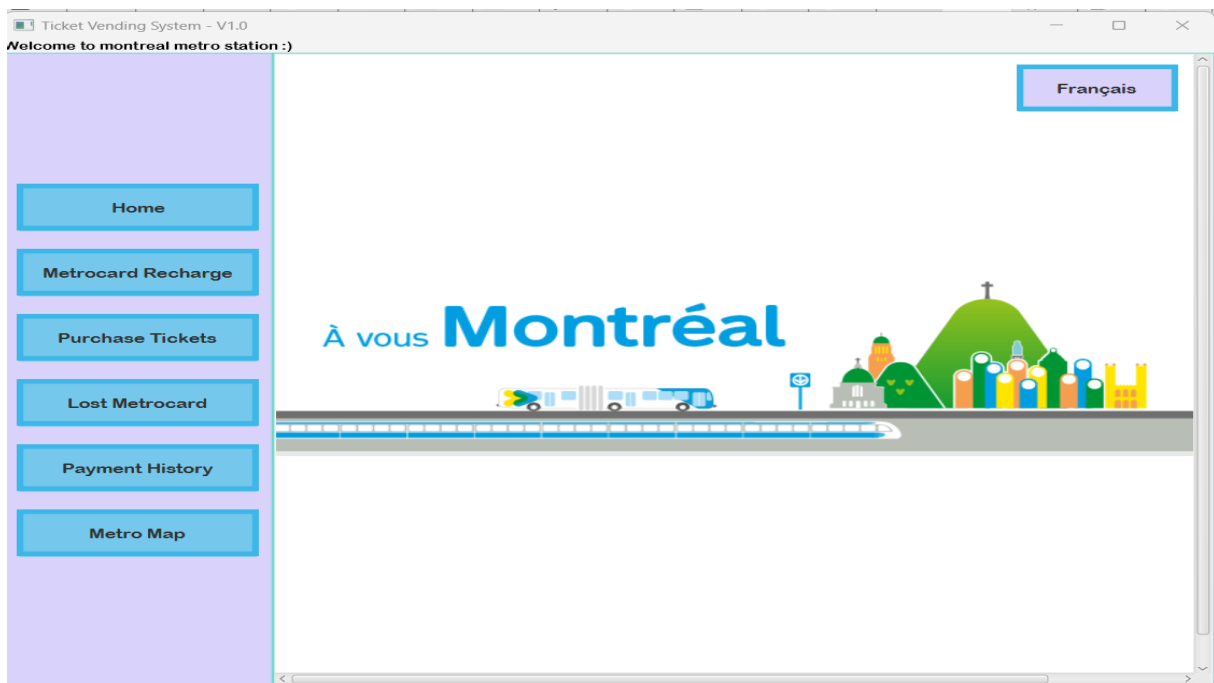 Ticket Vending System - V1.0
Welcome to montreal metro station :)
Français
Home
Metrocard Recharge
Purchase Tickets
Lost Metrocard
Payment History
Metro Map
À vous Montréal